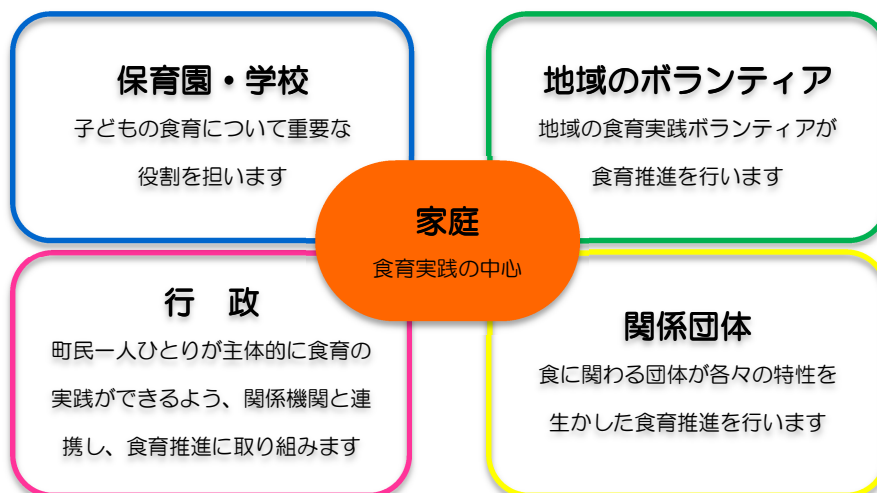 保育園・学校
子どもの食育について重要な
役割を担います
地域のボランティア
地域の食育実践ボランティアが
食育推進を行います
家庭
食育実践の中心
行　政
町民一人ひとりが主体的に食育の
実践ができるよう、関係機関と連
携し、食育推進に取り組みます
関係団体
食に関わる団体が各々の特性を
生かした食育推進を行います